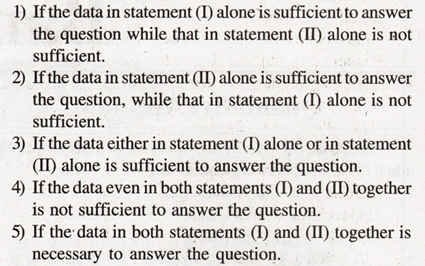 1) If the data in statement (I) alone is sufficient to answer
the question while that in statement (II) alone is not
sufficient.
2) If the data in statement (II) alone is sufficient to answer
the question, while that in statement (I) alone is not
sufficient.
3) If the data either in statement (I) alone or in statement
(II) alone is sufficient to answer the question.
4) If the data even in both statements (I) and (II) together
is not sufficient to answer the question.
5) If the data in both statements (I) and (II) together is
necessary to answer the question.